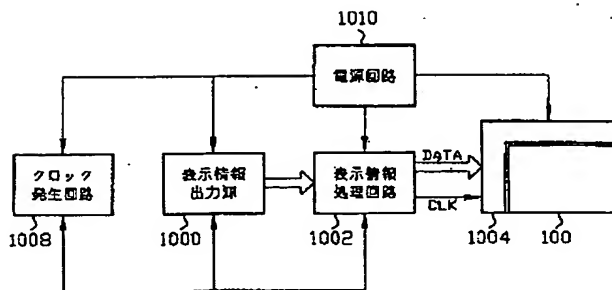 1010
電源回路
クロック
発生回路
表示情報
出力源
表示情報
処理回路
DATA
CLK
1008
1000
1002
1004
100